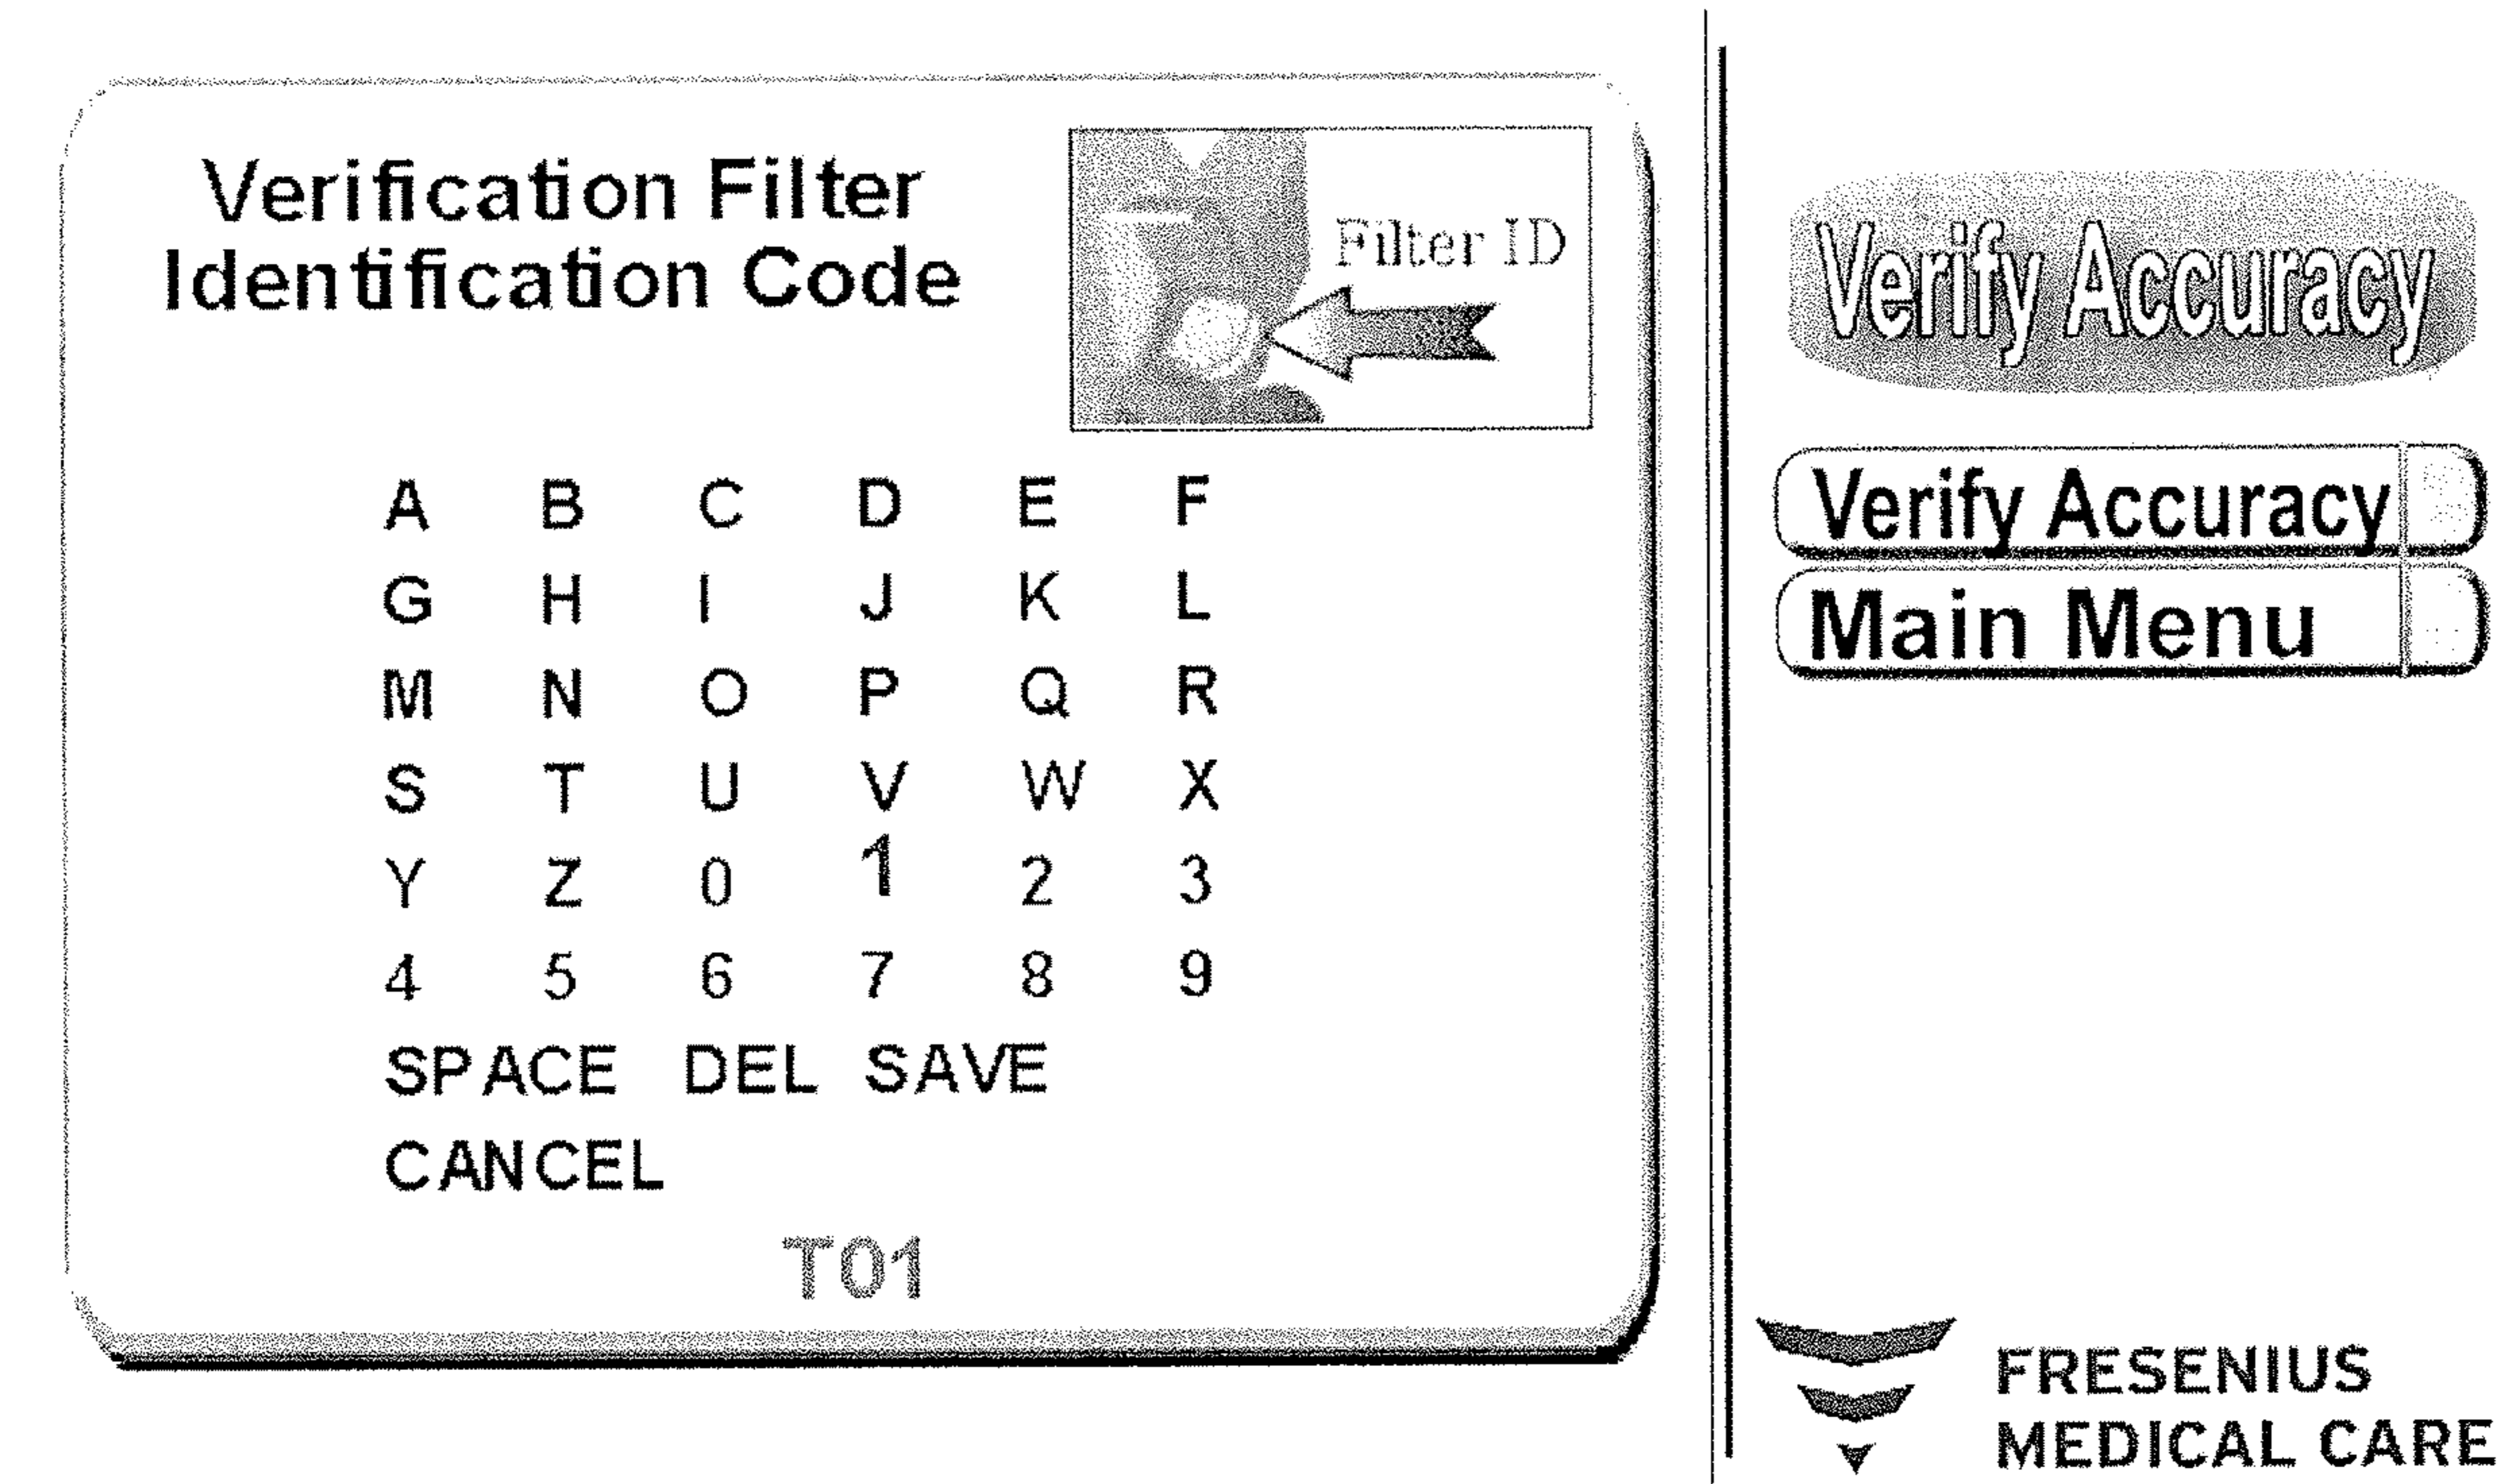 Verification Filter
Identification Code
Filter ID
A B C D E F
G H I J K L
M N O P Q R
S T U V W X
Y Z 0 1 2 3
4 5 6 7 8 9
SPACE DEL SAVE
CANCEL
T01
Verify Accuracy
Verify Accuracy
Main Menu
FRESENIUS
MEDICAL CARE